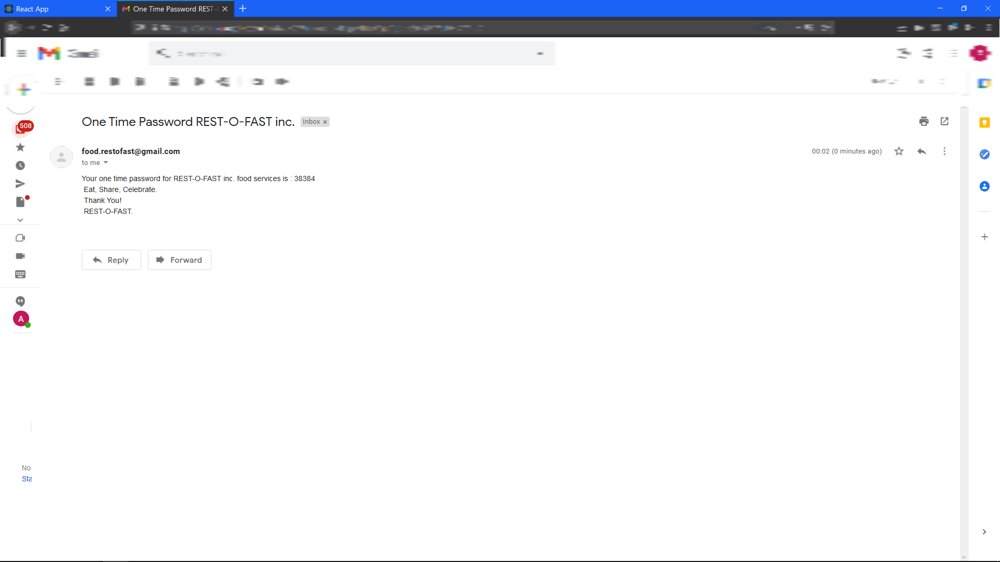 React App
One Time Password REST-
One Time Password REST-O-FAST inc.
Inbox ×
508
food.restofast@gmail.com
00:02 (0 minutes ago)
to me
Your one time password for REST-O-FAST inc. food services is : 38384
Eat, Share, Celebrate.
Thank You!
REST-O-FAST.
Reply
Forward
A
No
Sta